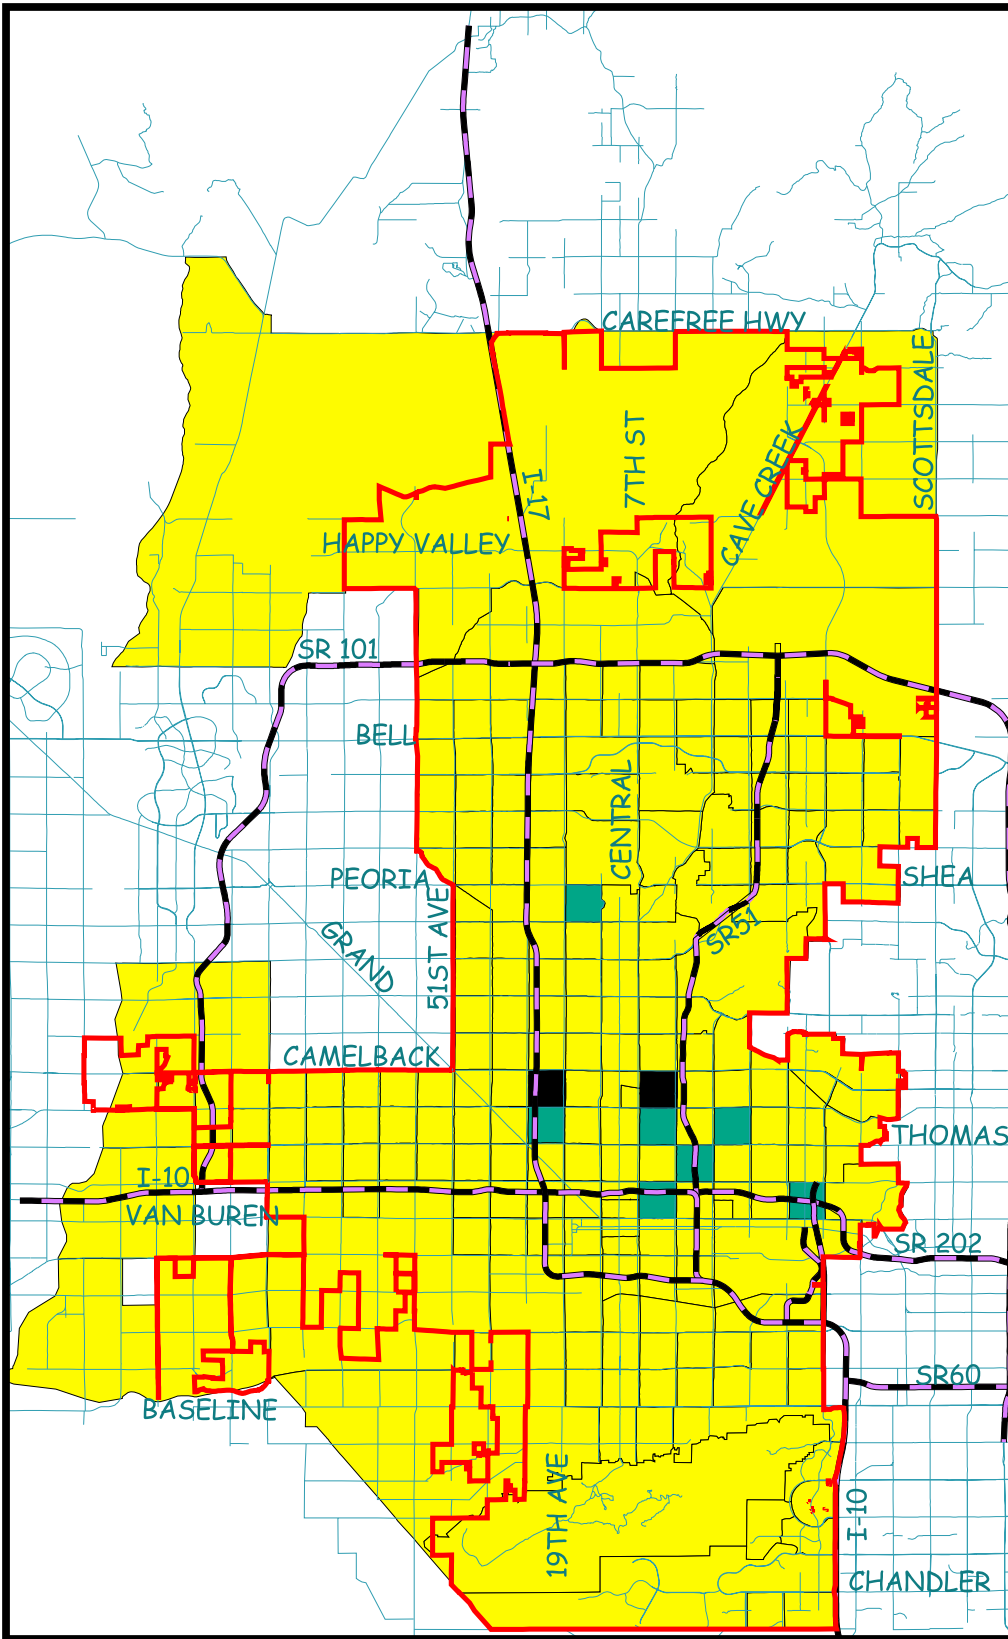 CAREFREE HWY
SCOTTSDALE
7TH ST
CAVE CREEK
I-17
HAPPY VALLEY
SR 101
BELL
CENTRAL
PEORIA
SHEA
51ST AVE
GRAND
SR51
CAMELBACK
THOMAS
I-10
VAN BUREN
SR 202
SR60
BASELINE
19TH AVE
I-10
CHANDLER